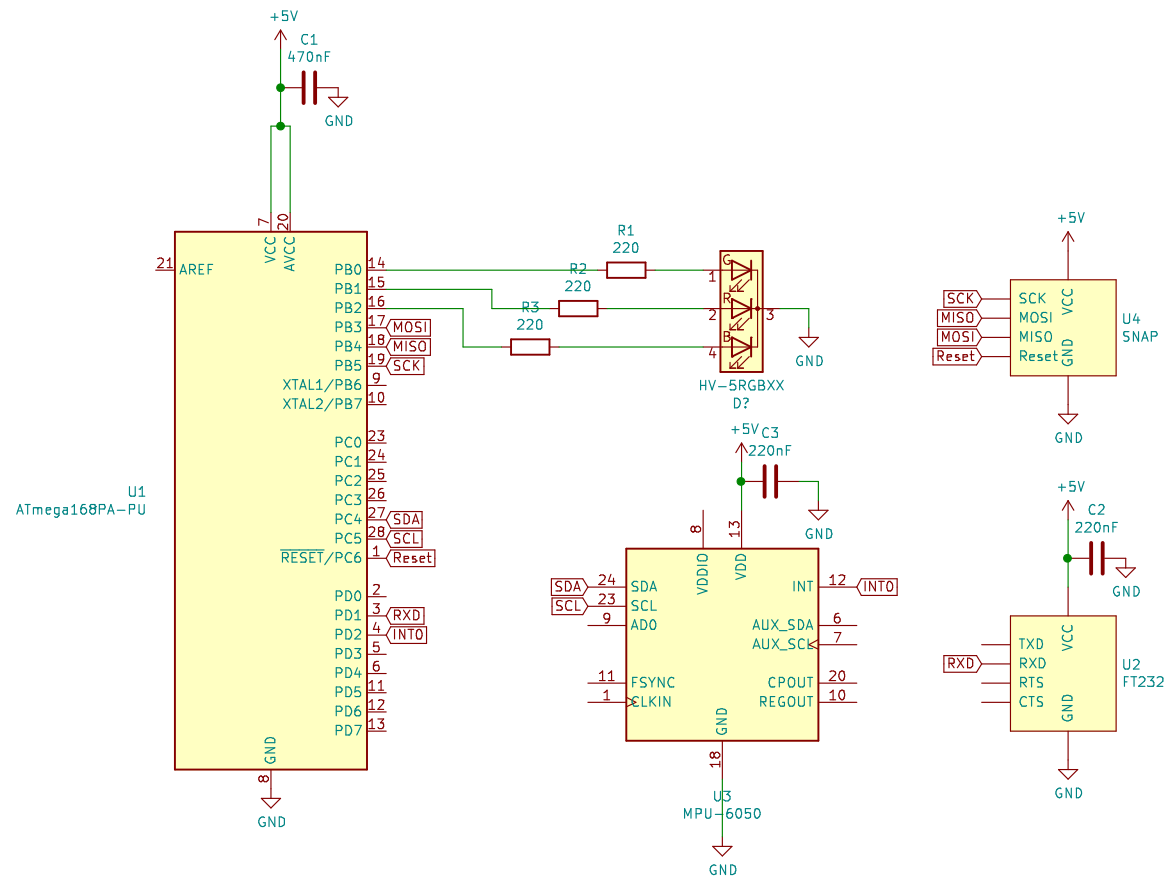 +5V
C1
470nF
GND
7
20
VCC
AVCC
21
AREF
PB0
14
PB1
15
PB2
16
PB3
17
MOSI
PB4
18
MISO
PB5
19
SCK
XTAL1/PB6
9
XTAL2/PB7
10
PC0
23
PC1
24
PC2
25
PC3
26
PC4
27
SDA
PC5
28
SCL
RESET/PC6
1
Reset
PD0
2
PD1
3
RXD
PD2
4
INT0
PD3
5
PD4
6
PD5
11
PD6
12
PD7
13
U1
ATmega168PA-PU
GND
8
GND
R1
220
R2
220
R3
220
G
1
R
2
3
B
4
GND
HV-5RGBXX
D?
+5V
C3
220nF
GND
8
13
VDDIO
VDD
SDA
24
SDA
SCL
23
SCL
9
AD0
11
FSYNC
1
CLKIN
INT
12
INT0
AUX_SDA
6
AUX_SCL
7
CPOUT
20
REGOUT
10
GND
18
U3
MPU-6050
GND
+5V
VCC
SCK
SCK
MISO
MOSI
MOSI
MISO
Reset
Reset
GND
U4
SNAP
GND
+5V
C2
220nF
GND
VCC
TXD
RXD
RXD
RTS
CTS
GND
U2
FT232
GND